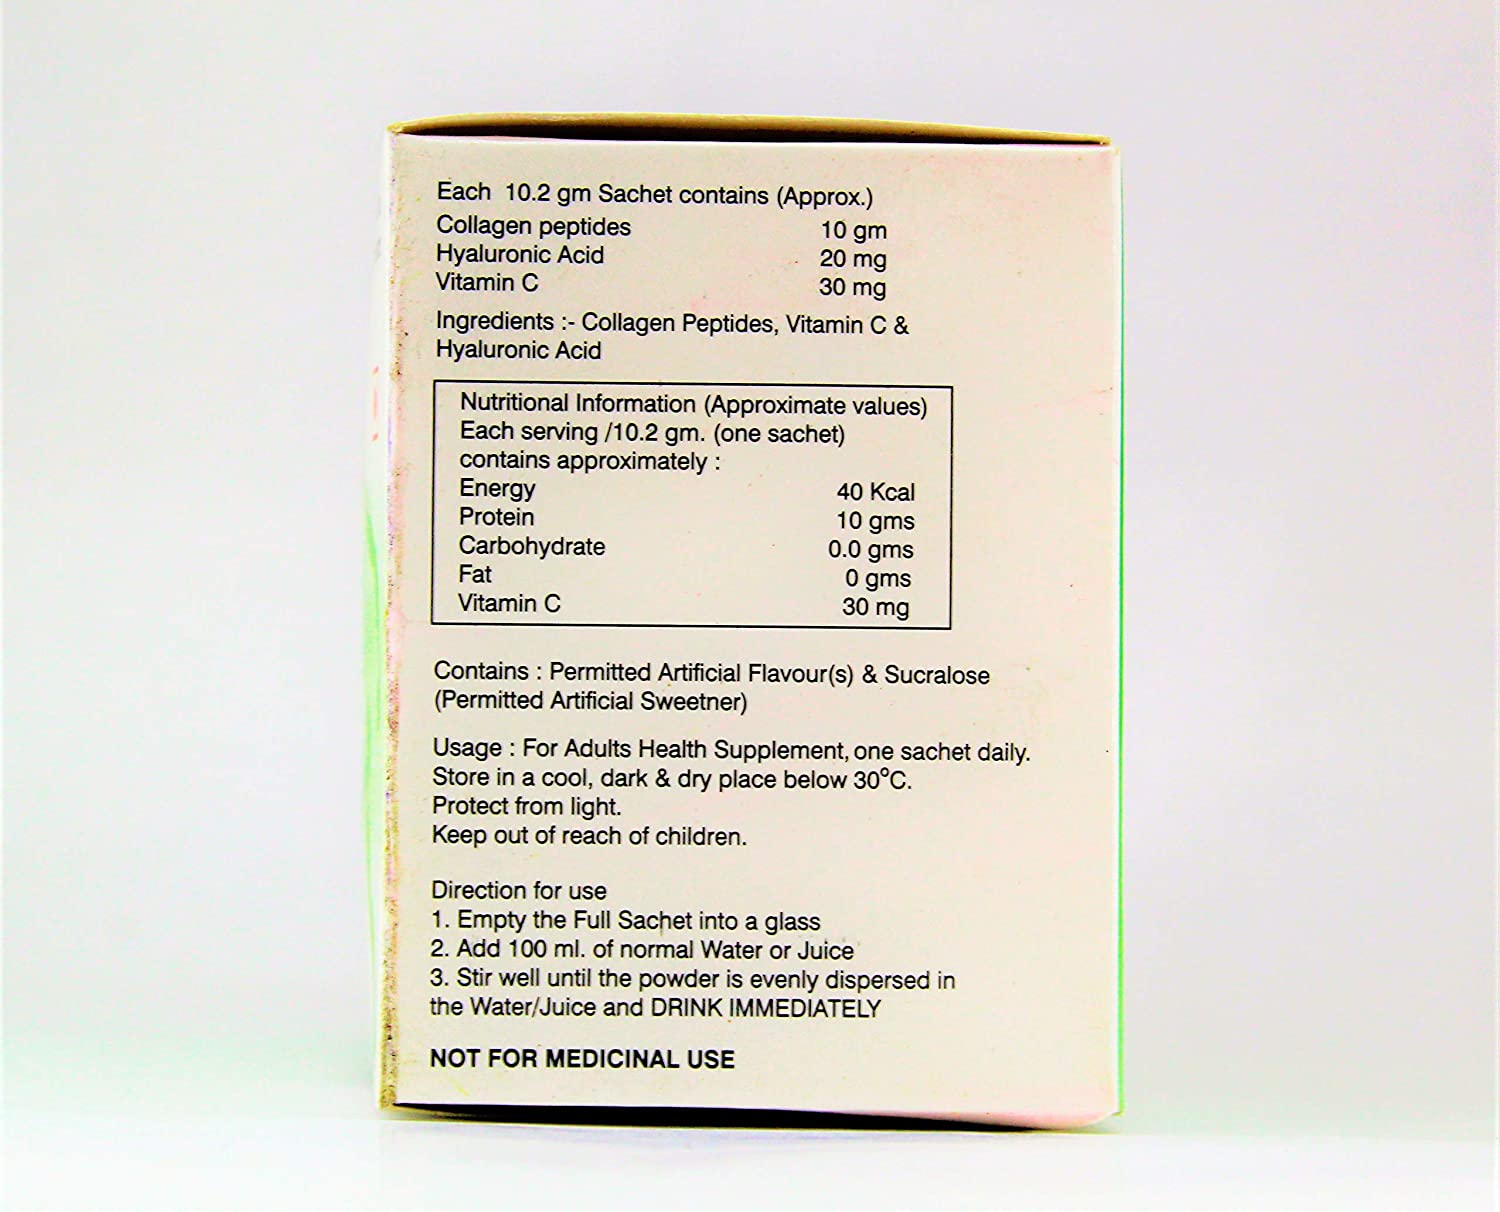 Each 10.2 gm Sachet contains (Approx.)
Collagen peptides 10 gm
Hyaluronic Acid 20 mg
Vitamin C 30 mg
Ingredients :- Collagen Peptides, Vitamin C &
Hyaluronic Acid
Nutritional Information (Approximate values)
Each serving /10.2 gm. (one sachet)
contains approximately :
Energy 40 Kcal
Protein 10 gms
Carbohydrate 0.0 gms
Fat 0 gms
Vitamin C 30 mg
Contains : Permitted Artificial Flavour(s) & Sucralose
(Permitted Artificial Sweetner)
Usage : For Adults Health Supplement, one sachet daily.
Store in a cool, dark & dry place below 30°C.
Protect from light.
Keep out of reach of children.
Direction for use
1. Empty the Full Sachet into a glass
2. Add 100 ml. of normal Water or Juice
3. Stir well until the powder is evenly dispersed in
the Water/Juice and DRINK IMMEDIATELY
NOT FOR MEDICINAL USE